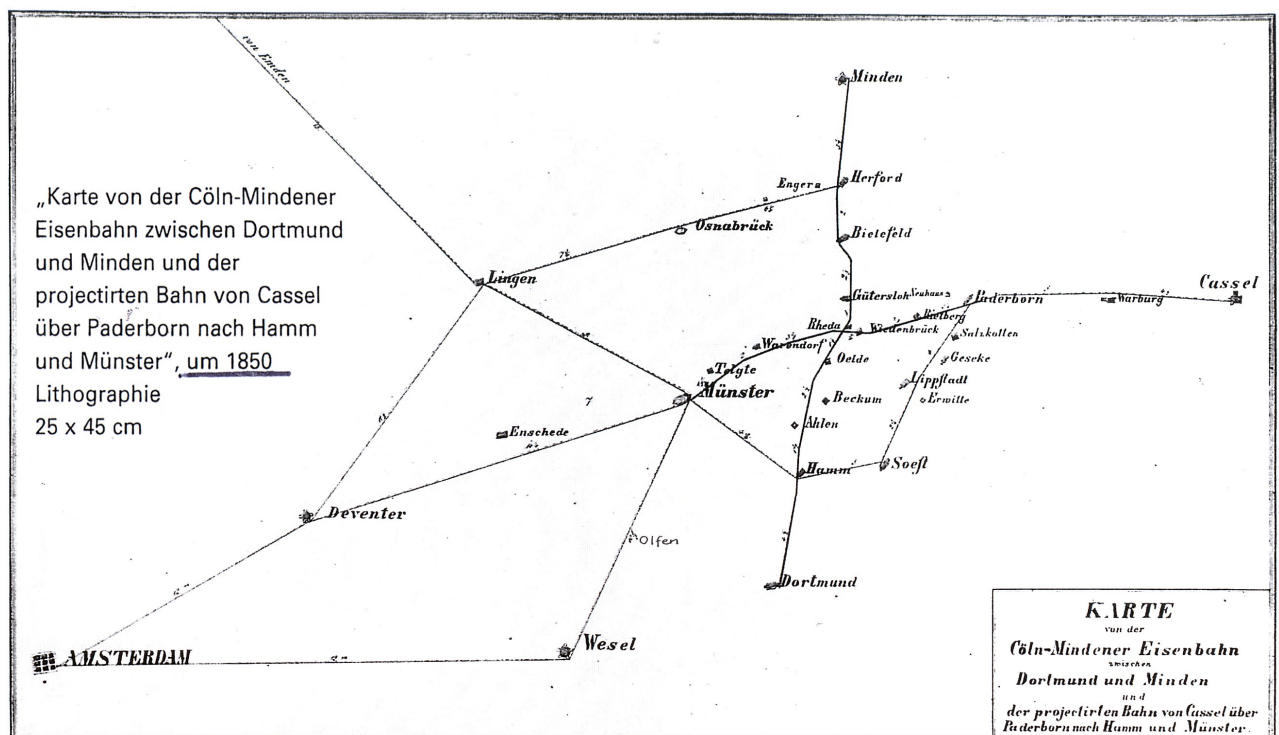 von Emden
Minden
Herford
Engern
Osnabrück
Bielefeld
„Karte von der Cöln-Mindener
Eisenbahn zwischen Dortmund
und Minden und der
projectirten Bahn von Cassel
über Paderborn nach Hamm
und Münster“, um 1850
Lithographie
25 x 45 cm
Lingen
Cassel
Gütersloh
Neuhaus
Paderborn
Warburg
Rheda
Wiedenbrück
Rietberg
Salzkotten
Warendorf
Oelde
Geseke
Telgte
Lippstadt
Münster
Beckum
Erwitte
7
Enschede
Ahlen
Hamm
Soest
Deventer
Olfen
Dortmund
Wesel
AMSTERDAM
KARTE
von der
Cöln-Mindener Eisenbahn
zwischen
Dortmund und Minden
und
der projectirten Bahn von Cassel über
Paderborn nach Hamm und Münster.